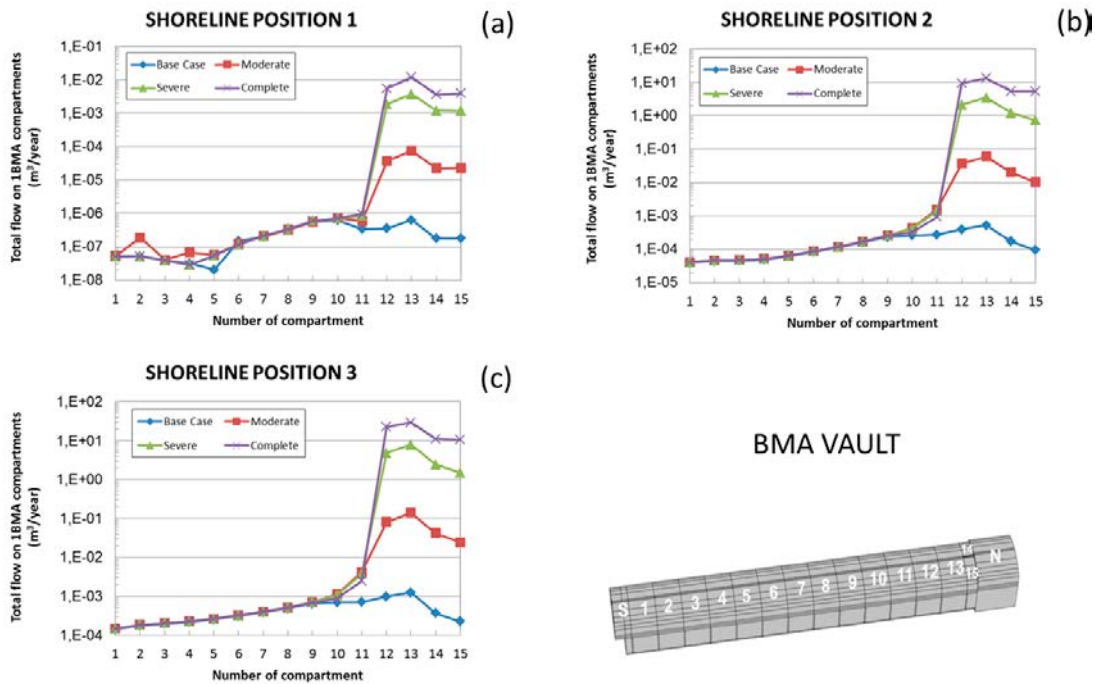 SHORELINE POSITION 1
(a)
Total flow on 1BMA compartments
(m³/year)
1,E-01
1,E-02
1,E-03
1,E-04
1,E-05
1,E-06
1,E-07
1,E-08
Base Case
Moderate
Severe
Complete
1 2 3 4 5 6 7 8 9 10 11 12 13 14 15
Number of compartment
SHORELINE POSITION 2
(b)
Total flow on 1BMA compartments
(m³/year)
1,E+02
1,E+01
1,E+00
1,E-01
1,E-02
1,E-03
1,E-04
1,E-05
Base Case
Moderate
Severe
Complete
1 2 3 4 5 6 7 8 9 10 11 12 13 14 15
Number of compartment
SHORELINE POSITION 3
(c)
Total flow on 1BMA compartments
(m³/year)
1,E+02
1,E+01
1,E+00
1,E-01
1,E-02
1,E-03
1,E-04
Base Case
Moderate
Severe
Complete
1 2 3 4 5 6 7 8 9 10 11 12 13 14 15
Number of compartment
BMA VAULT
S 1 2 3 4 5 6 7 8 9 10 11 12 13 14 15 N